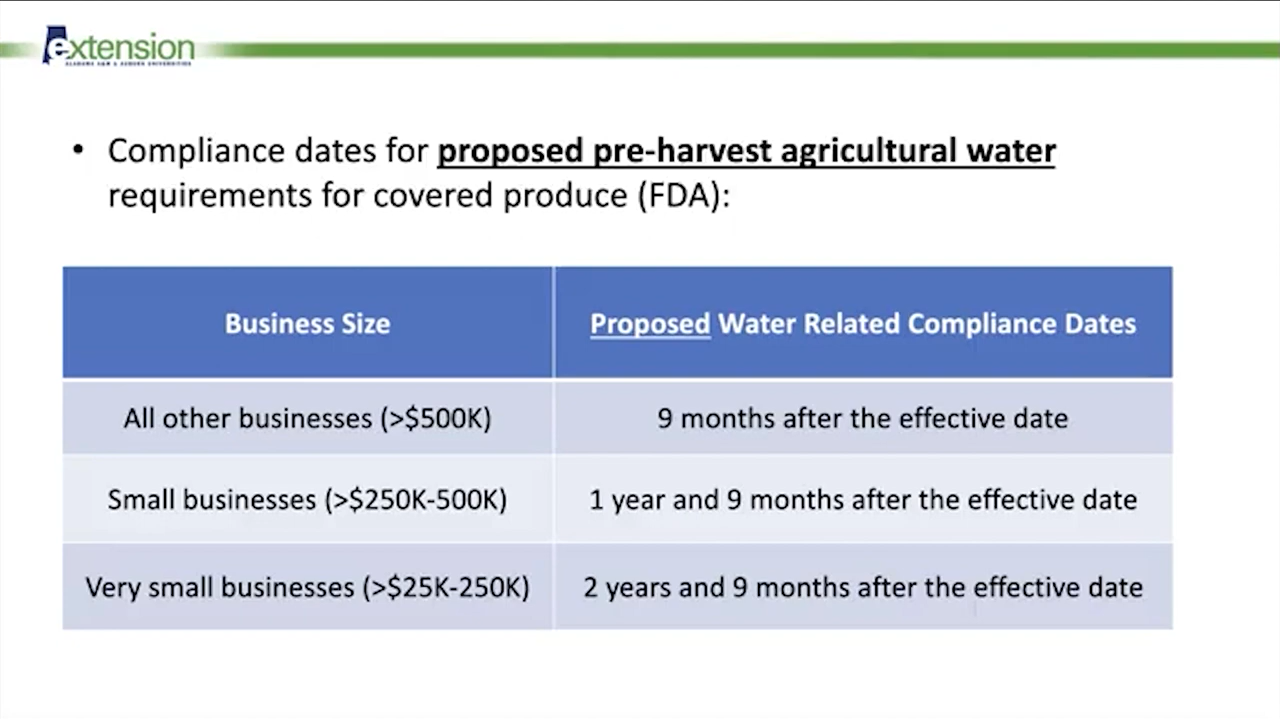 extension
ALABAMA A&M & AUBURN UNIVERSITIES
• Compliance dates for proposed pre-harvest agricultural water
requirements for covered produce (FDA):
Business Size
Proposed Water Related Compliance Dates
All other businesses (>$500K)
9 months after the effective date
Small businesses (>$250K-500K)
1 year and 9 months after the effective date
Very small businesses (>$25K-250K)
2 years and 9 months after the effective date